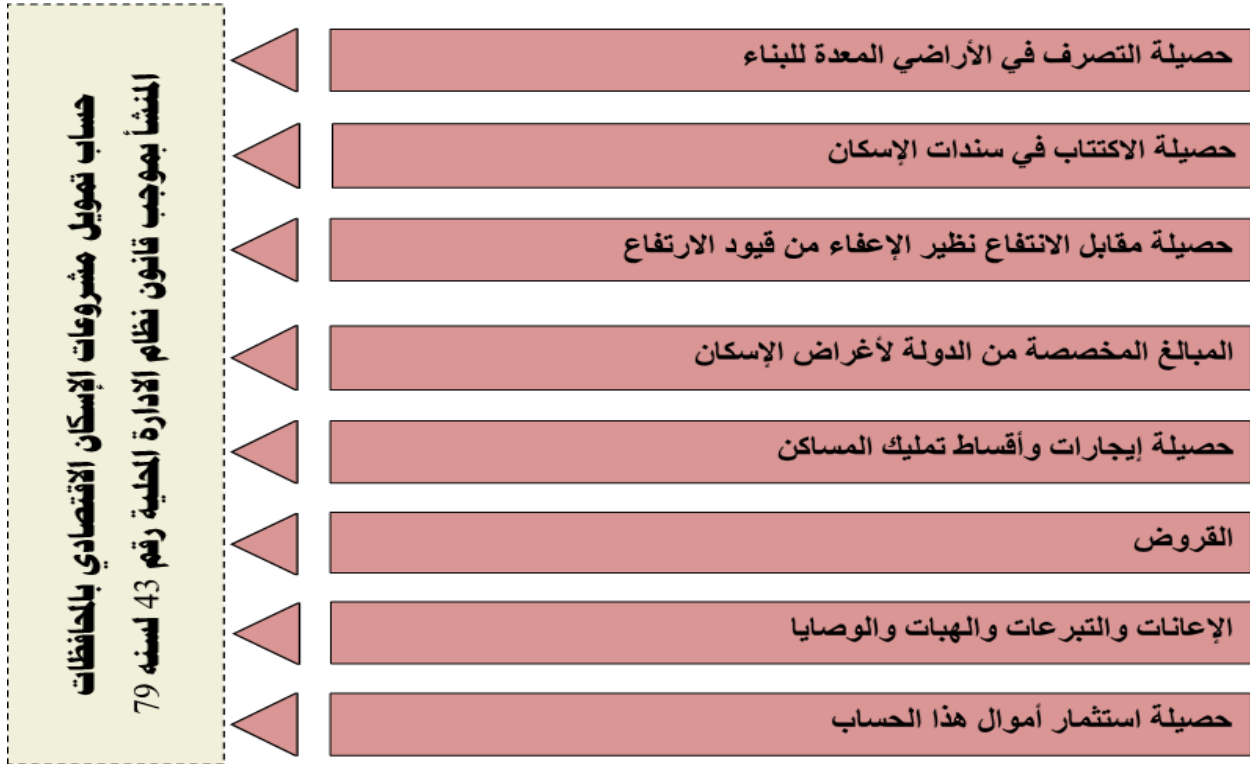 حصيلة التصرف في الأراضي المعدة للبناء
حصيلة الاكتتاب في سندات الإسكان
حصيلة مقابل الانتفاع نظير الإعفاء من قيود الارتفاع
المبالغ المخصصة من الدولة لأغراض الإسكان
حصيلة إيجارات وأقساط تمليك المساكن
القروض
الإعانات والتبرعات والهبات والوصايا
حصيلة استثمار أموال هذا الحساب
حساب تمويل مشروعات الإسكان الاقتصادي بالمحافظات
المنشأ بموجب قانون نظام الادارة المحلية رقم 43 لسنه 79